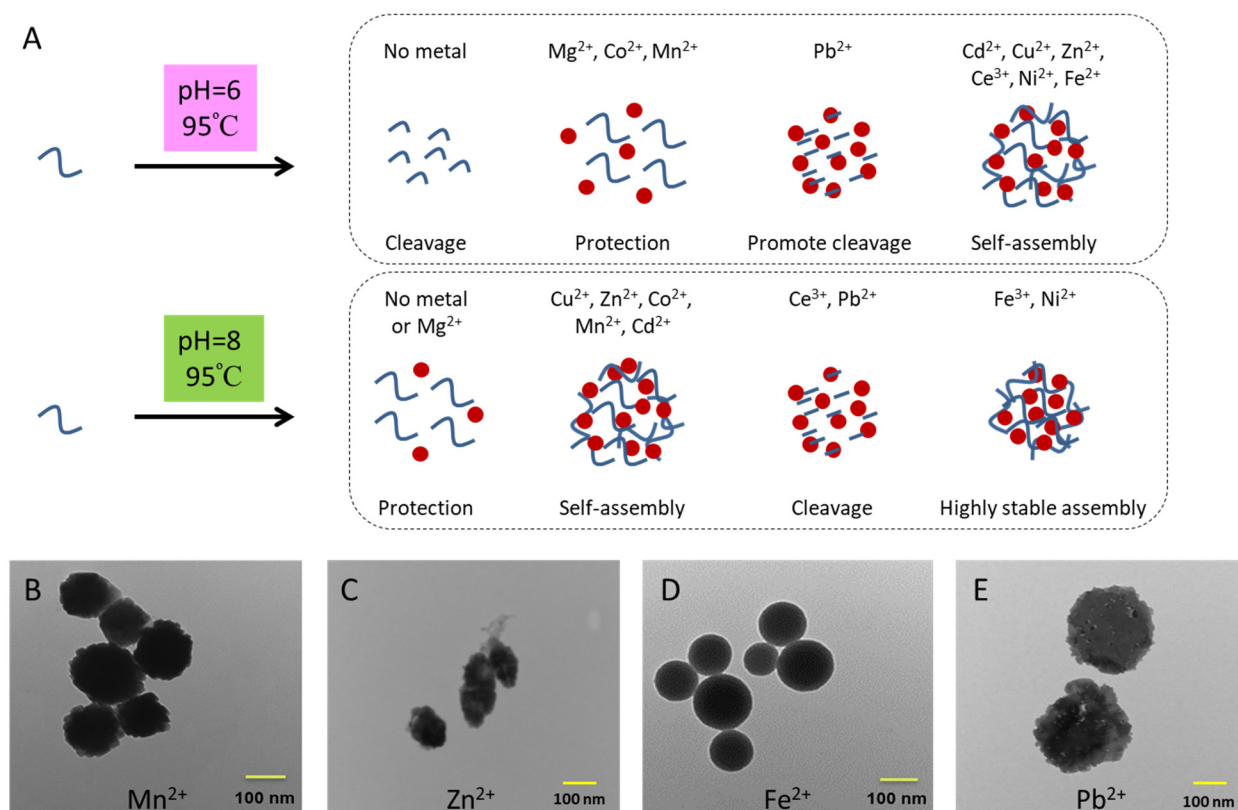 A
pH=6
95°C
No metal
Mg²⁺, Co²⁺, Mn²⁺
Pb²⁺
Cd²⁺, Cu²⁺, Zn²⁺,
Ce³⁺, Ni²⁺, Fe²⁺
Cleavage
Protection
Promote cleavage
Self-assembly
pH=8
95°C
No metal
or Mg²⁺
Cu²⁺, Zn²⁺, Co²⁺,
Mn²⁺, Cd²⁺
Ce³⁺, Pb²⁺
Fe³⁺, Ni²⁺
Protection
Self-assembly
Cleavage
Highly stable assembly
B
Mn²⁺
100 nm
C
Zn²⁺
100 nm
D
Fe²⁺
100 nm
E
Pb²⁺
100 nm